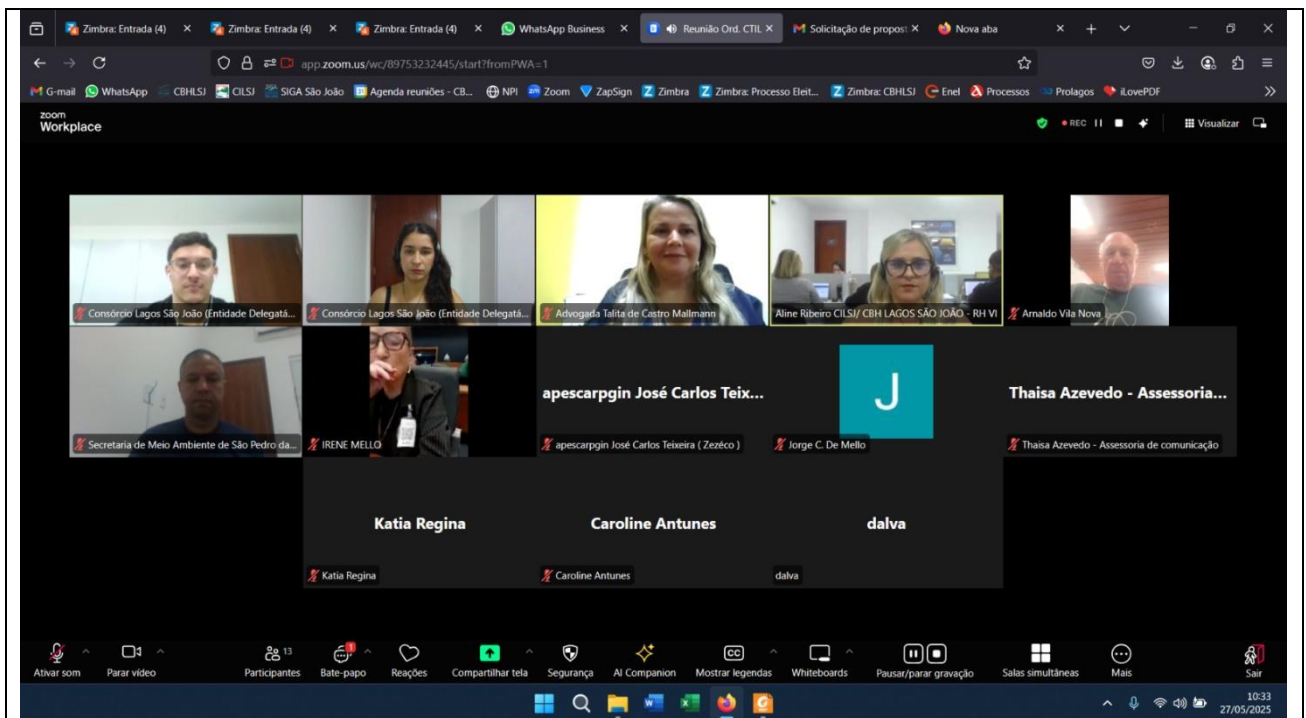 Zimbra: Entrada (4) Zimbra: Entrada (4) Zimbra: Entrada (4) WhatsApp Business Reunião Ord. CTIL Solicitação de propost Nova aba
app.zoom.us/wc/89753232445/start?fromPWA=1
G-mail WhatsApp CBHLSJ CILSJ SIGA São João Agenda reuniões - CB... NPI Zoom ZapSign Zimbra Zimbra: Processo Eleit... Zimbra: CBHLSJ Enel Processos Prolagos iLovePDF
zoom
Workplace
REC Visualizar
Consórcio Lagos São João (Entidade Delegatá... Consórcio Lagos São João (Entidade Delegatá... Advogada Talita de Castro Mallmann Aline Ribeiro CILSJ/ CBH LAGOS SÃO JOÃO - RH VI Arnaldo Vila Nova
apescarpgin José Carlos Teix... J Thaisa Azevedo - Assessoria...
Secretaria de Meio Ambiente de São Pedro da... IRENE MELLO apescarpgin José Carlos Teixeira ( Zezéco ) Jorge C. De Mello Thaisa Azevedo - Assessoria de comunicação
Katia Regina Caroline Antunes dalva
Katia Regina Caroline Antunes dalva
13 1 CC
Ativar som Parar vídeo Participantes Bate-papo Reações Compartilhar tela Segurança AI Companion Mostrar legendas Whiteboards Pausar/parar gravação Salas simultâneas Mais Sair
10:33
27/05/2025